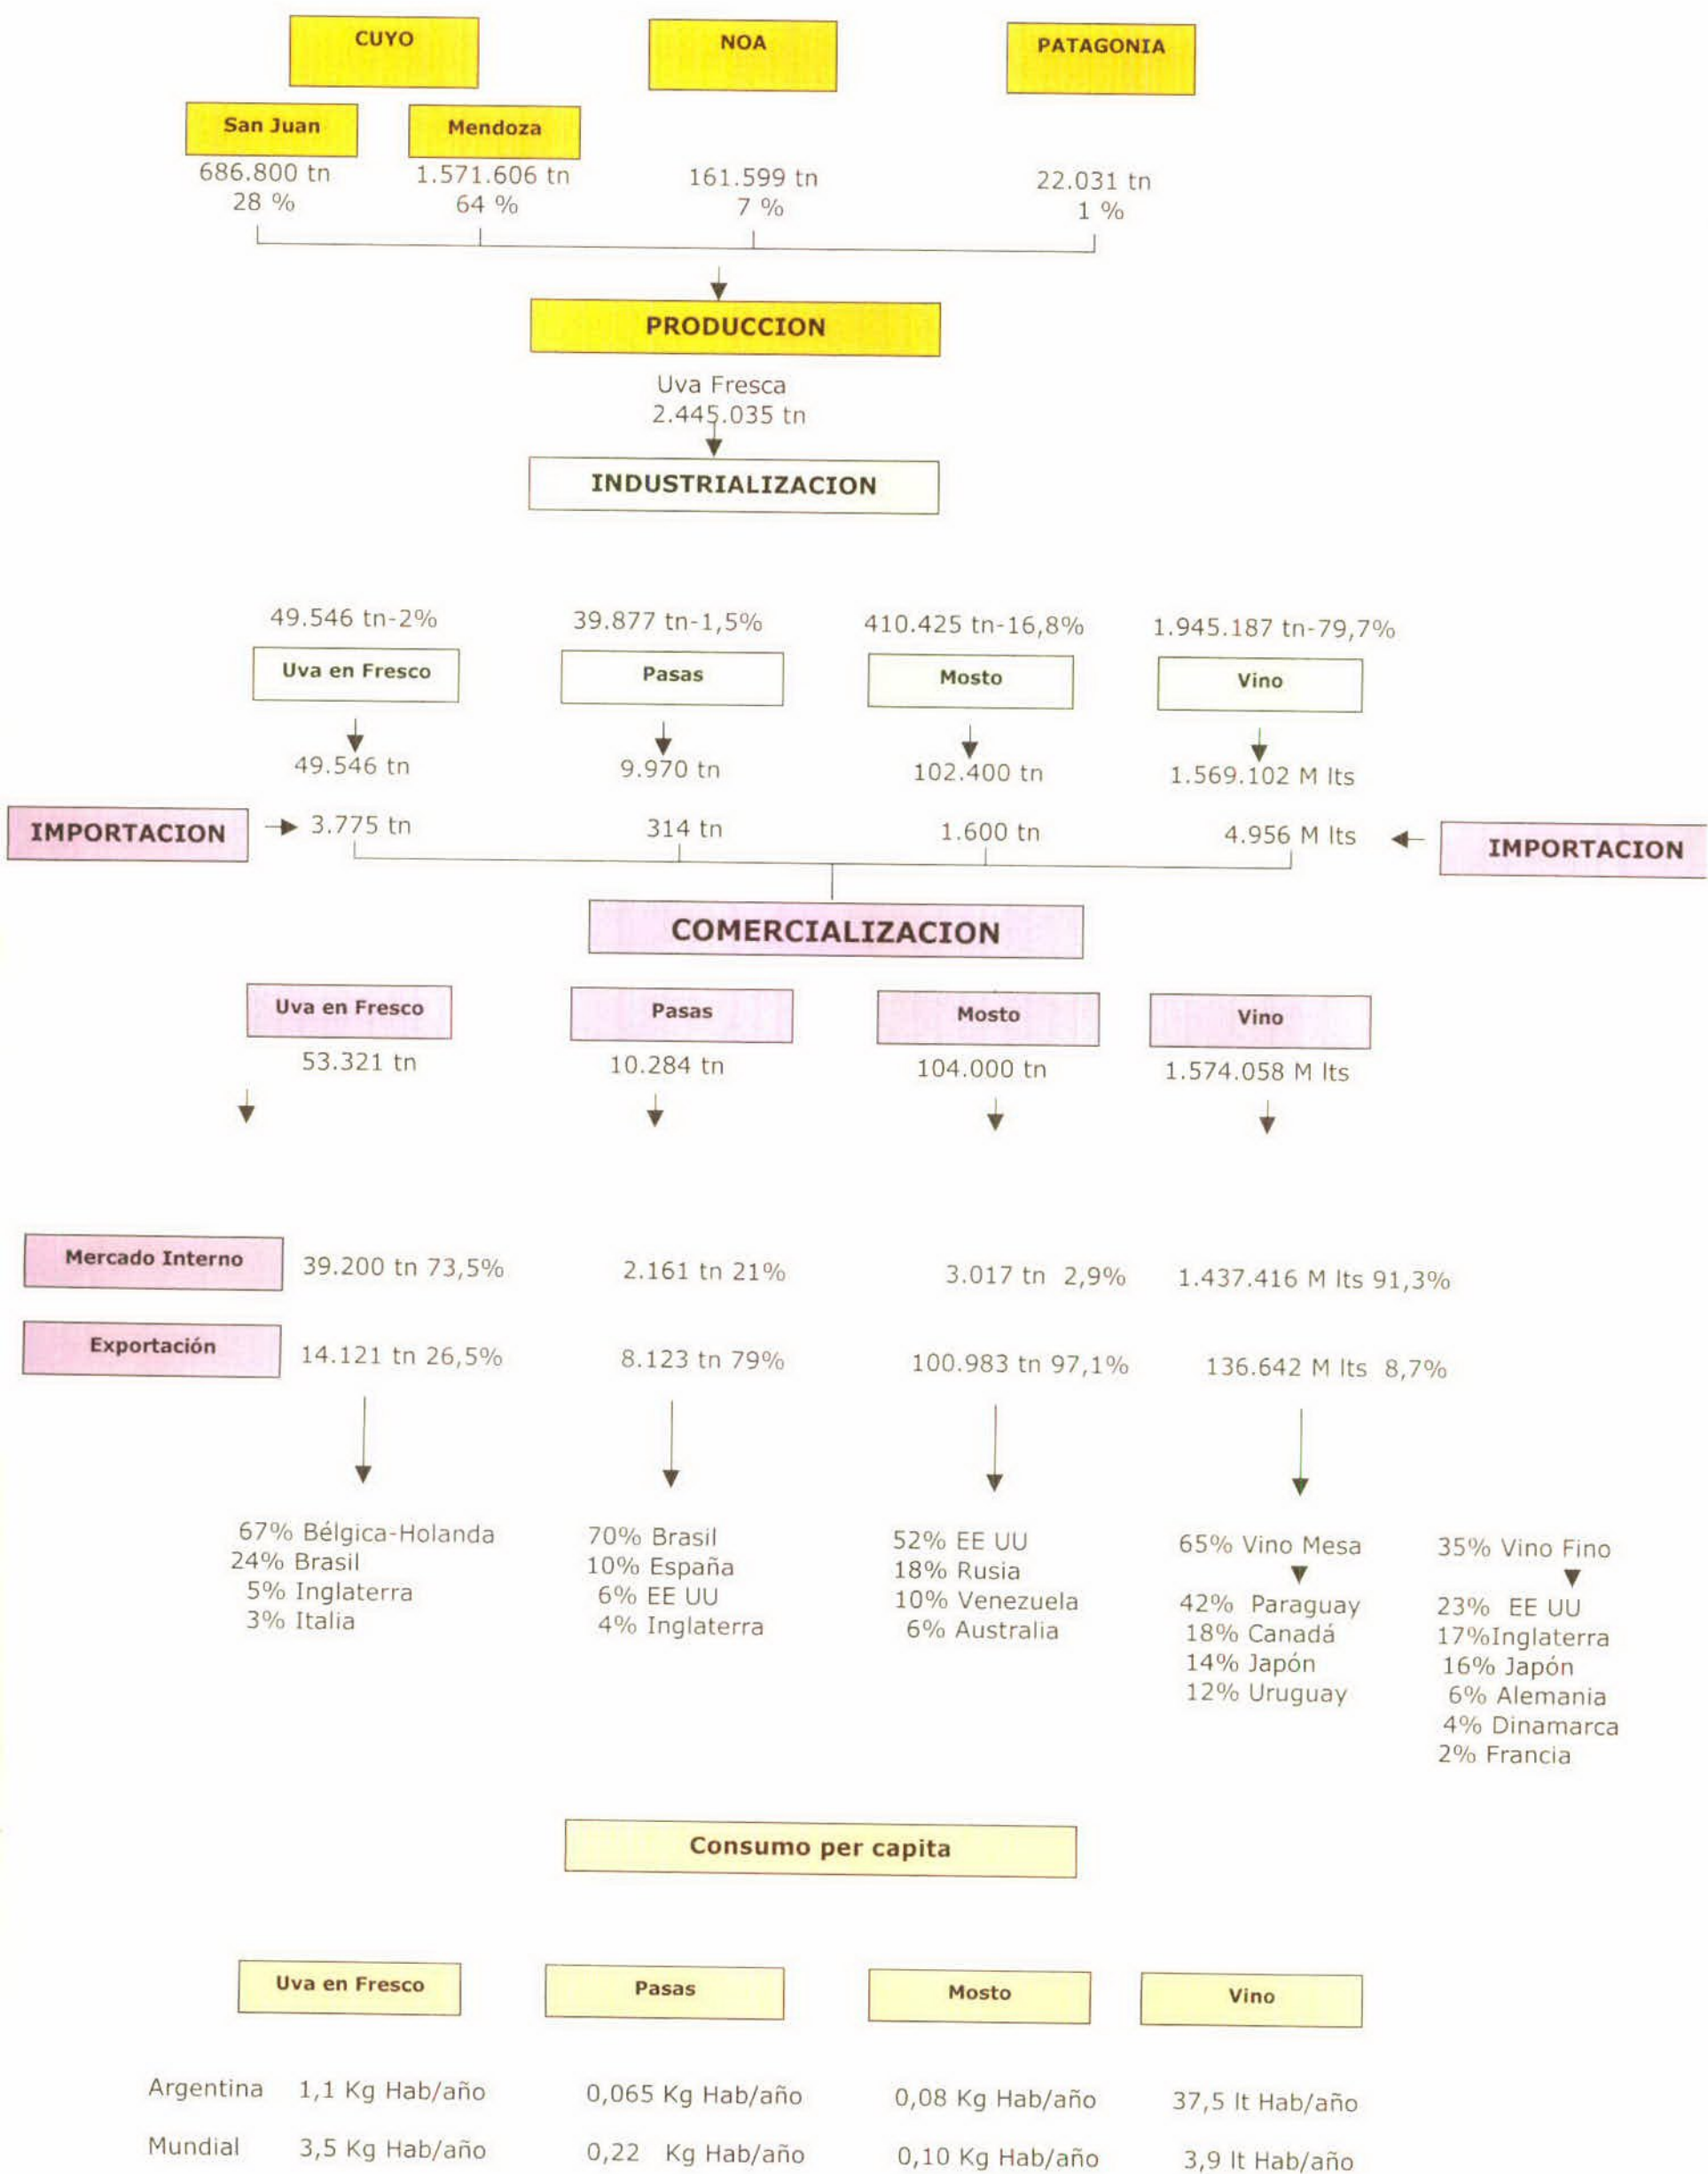 CUYO
NOA
PATAGONIA
San Juan
Mendoza
686.800 tn
1.571.606 tn
161.599 tn
22.031 tn
28 %
64 %
7 %
1 %
PRODUCCION
Uva Fresca
2.445.035 tn
INDUSTRIALIZACION
49.546 tn-2%
39.877 tn-1,5%
410.425 tn-16,8%
1.945.187 tn-79,7%
Uva en Fresco
Pasas
Mosto
Vino
49.546 tn
9.970 tn
102.400 tn
1.569.102 M lts
IMPORTACION
3.775 tn
314 tn
1.600 tn
4.956 M lts
IMPORTACION
COMERCIALIZACION
Uva en Fresco
Pasas
Mosto
Vino
53.321 tn
10.284 tn
104.000 tn
1.574.058 M lts
Mercado Interno
39.200 tn 73,5%
2.161 tn 21%
3.017 tn 2,9%
1.437.416 M lts 91,3%
Exportación
14.121 tn 26,5%
8.123 tn 79%
100.983 tn 97,1%
136.642 M lts 8,7%
67% Bélgica-Holanda
24% Brasil
5% Inglaterra
3% Italia
70% Brasil
10% España
6% EE UU
4% Inglaterra
52% EE UU
18% Rusia
10% Venezuela
6% Australia
65% Vino Mesa
42% Paraguay
18% Canadá
14% Japón
12% Uruguay
35% Vino Fino
23% EE UU
17%Inglaterra
16% Japón
6% Alemania
4% Dinamarca
2% Francia
Consumo per capita
Uva en Fresco
Pasas
Mosto
Vino
Argentina
1,1 Kg Hab/año
0,065 Kg Hab/año
0,08 Kg Hab/año
37,5 lt Hab/año
Mundial
3,5 Kg Hab/año
0,22 Kg Hab/año
0,10 Kg Hab/año
3,9 lt Hab/año